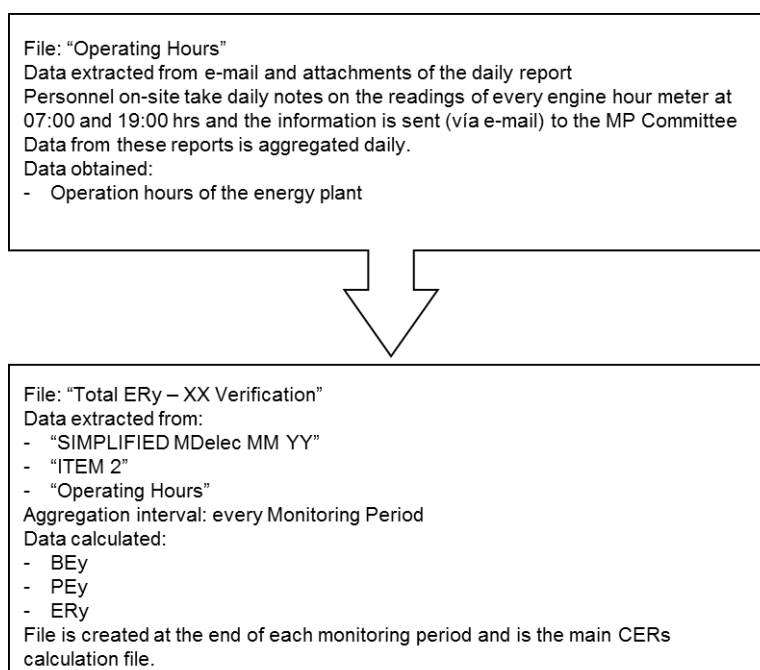 File: “Operating Hours”
Data extracted from e-mail and attachments of the daily report
Personnel on-site take daily notes on the readings of every engine hour meter at
07:00 and 19:00 hrs and the information is sent (vía e-mail) to the MP Committee
Data from these reports is aggregated daily.
Data obtained:
- Operation hours of the energy plant
File: “Total ERy – XX Verification”
Data extracted from:
- “SIMPLIFIED MDelec MM YY”
- “ITEM 2”
- “Operating Hours”
Aggregation interval: every Monitoring Period
Data calculated:
- BEy
- PEy
- ERy
File is created at the end of each monitoring period and is the main CERs
calculation file.